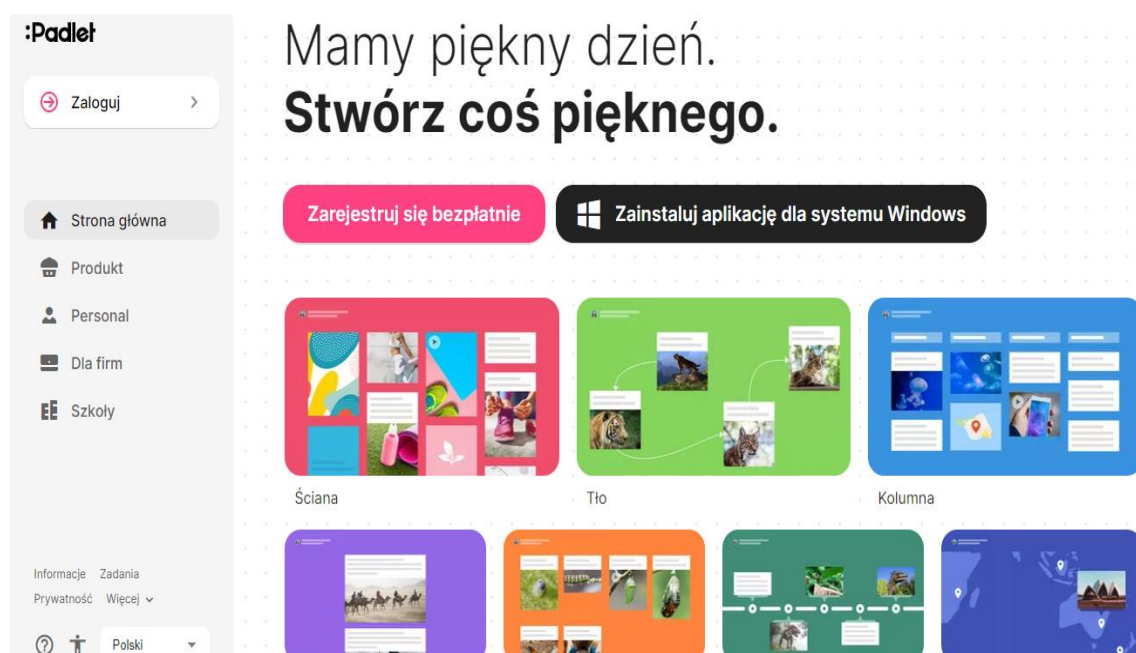 :Padlet
Zaloguj
Strona główna
Produkt
Personal
Dla firm
Szkoły
Informacje Zadania
Prywatność Więcej
Polski
Mamy piękny dzień.
Stwórz coś pięknego.
Zarejestruj się bezpłatnie
Zainstaluj aplikację dla systemu Windows
Ściana
Tło
Kolumna